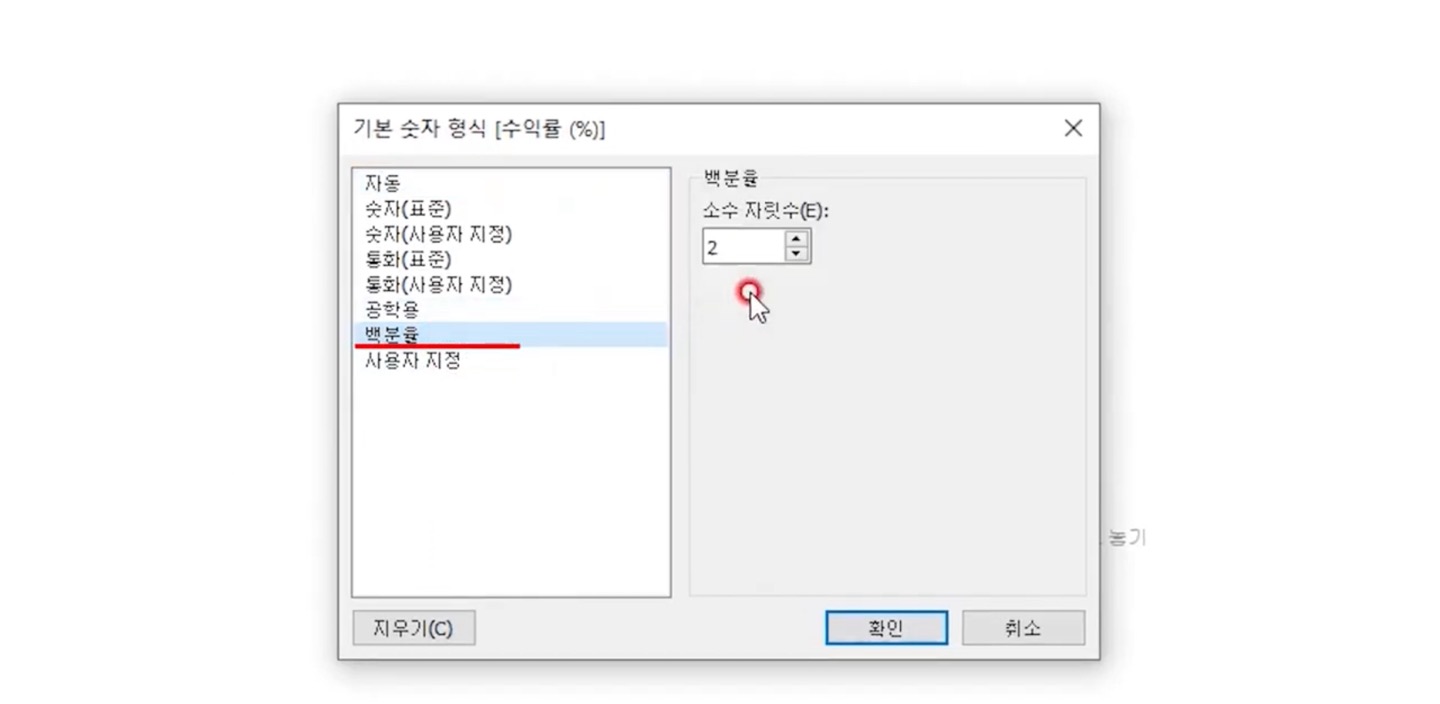 기본 숫자 형식 [수익률 (%)]
자동
숫자(표준)
숫자(사용자 지정)
통화(표준)
통화(사용자 지정)
공학용
백분율
사용자 지정
백분율
소수 자릿수(E):
2
놓기
지우기(C)
확인
취소